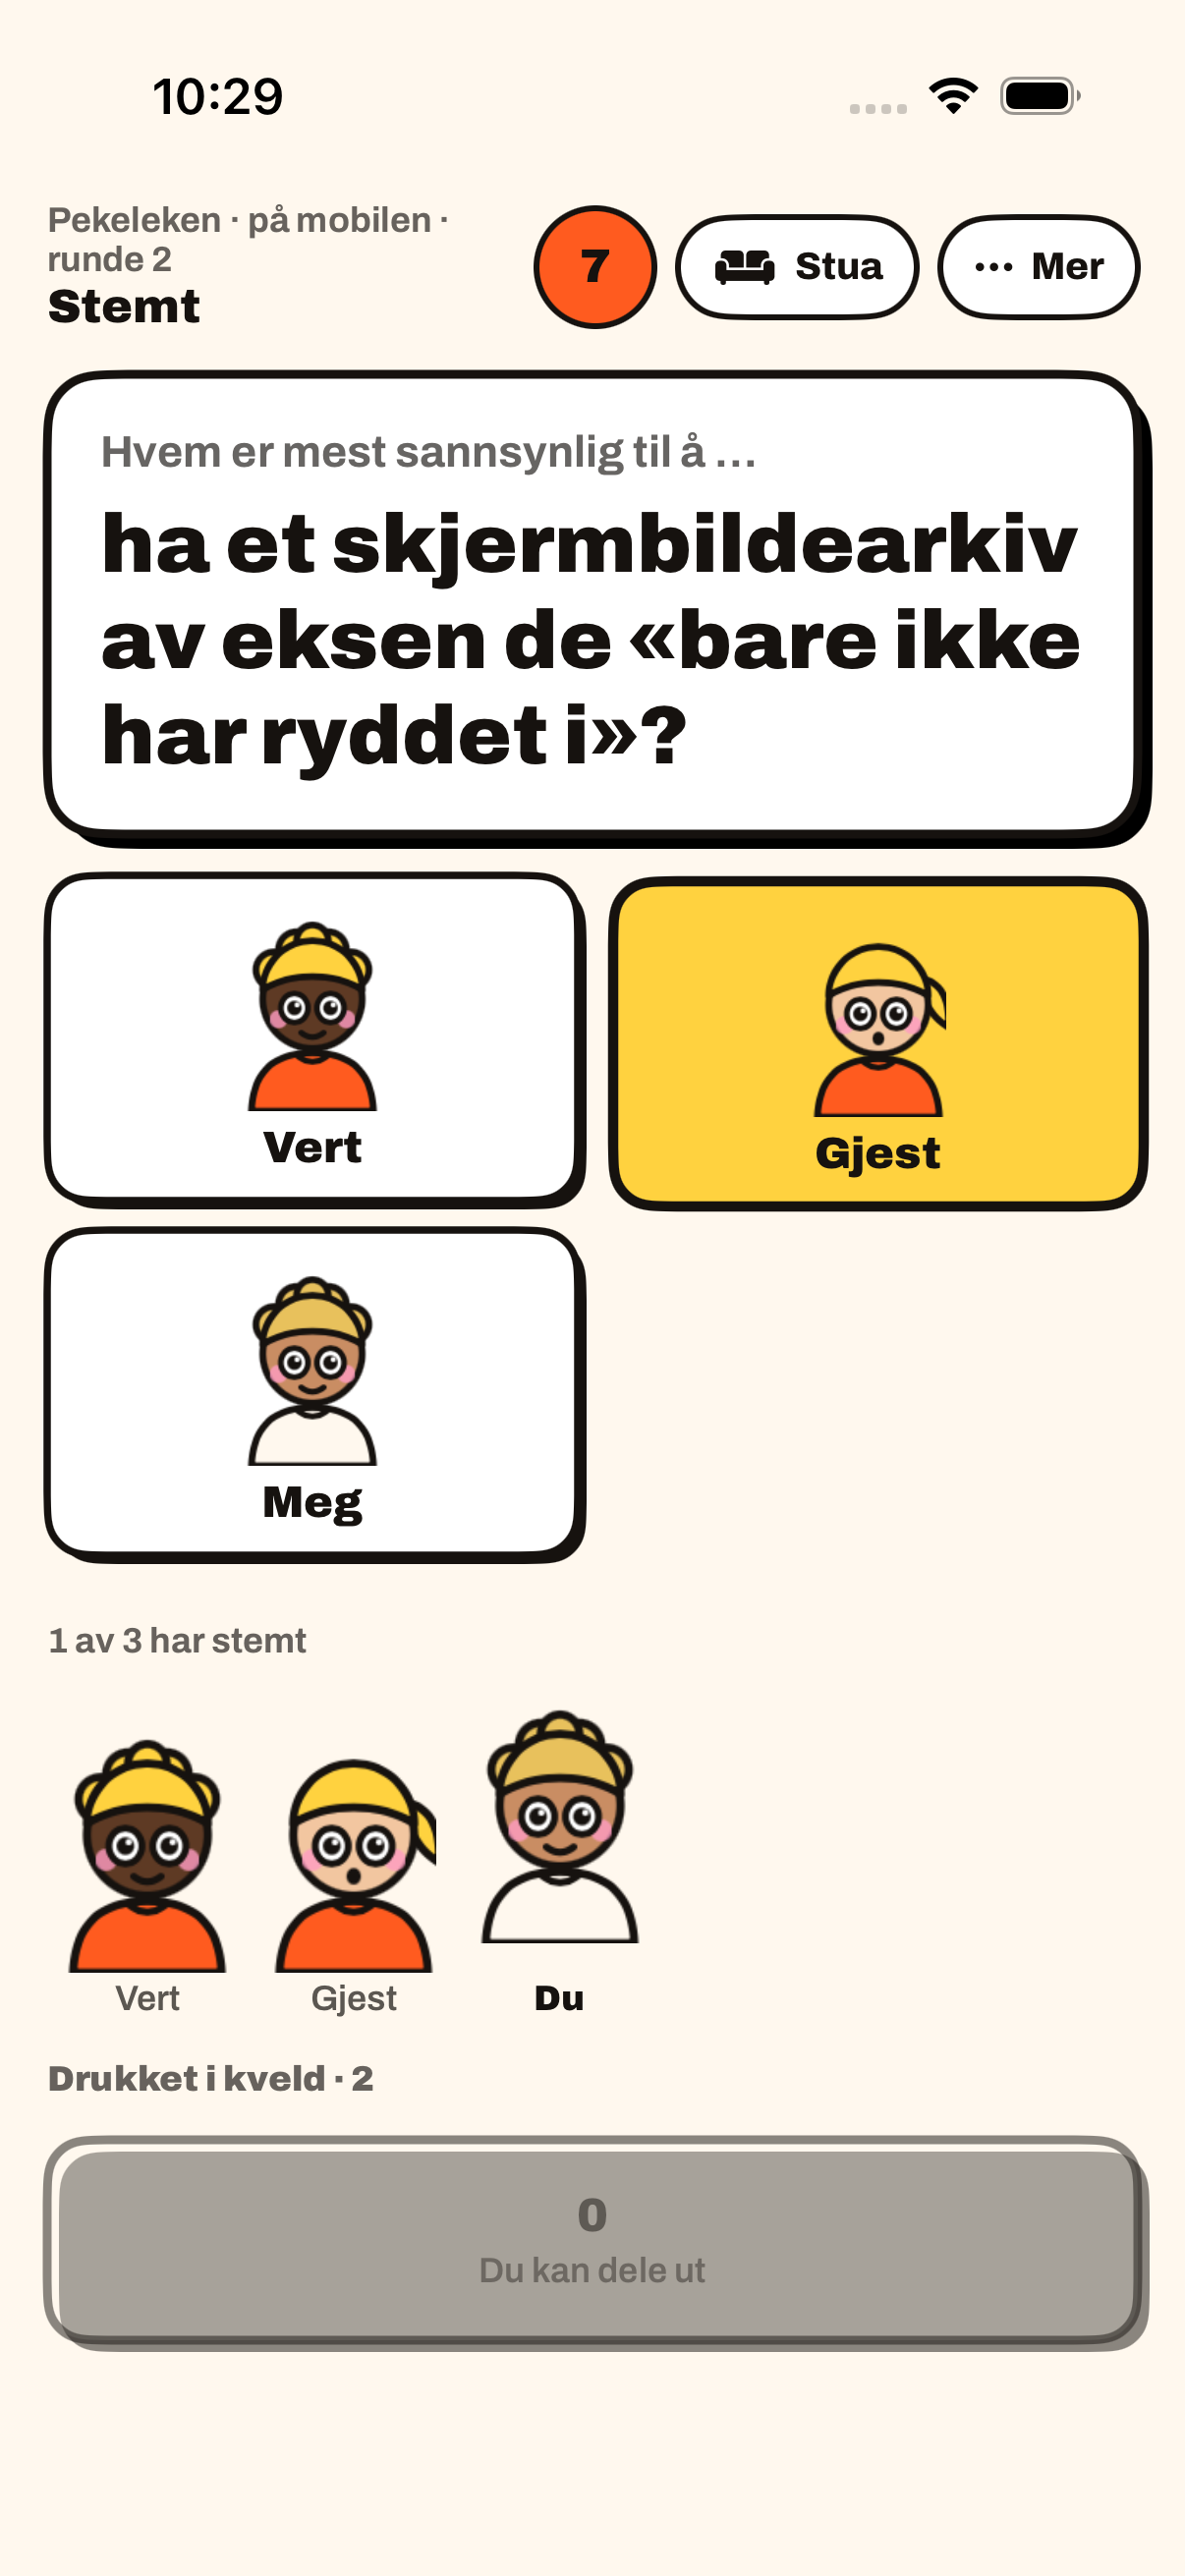 10:29
Pekeleken · på mobilen ·
runde 2
Stemt
7
Stua
Mer
Hvem er mest sannsynlig til å …
ha et skjermbildearkiv
av eksen de «bare ikke
har ryddet i»?
Vert
Gjest
Meg
1 av 3 har stemt
Vert
Gjest
Du
Drukket i kveld · 2
0
Du kan dele ut